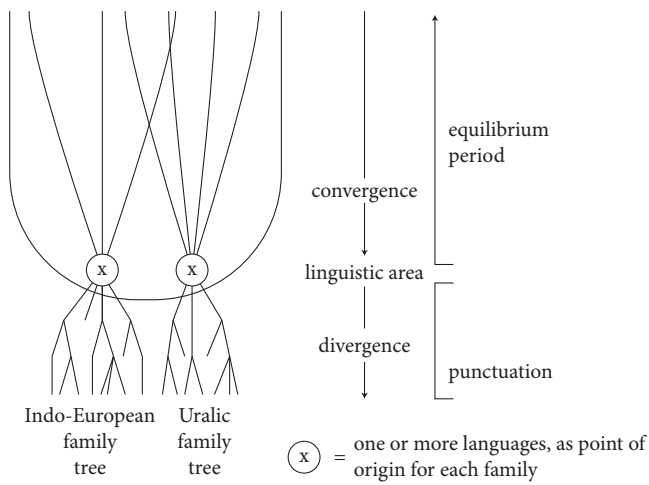 equilibrium
period
convergence
x
x
linguistic area
divergence
punctuation
Indo-European
family
tree
Uralic
family
tree
x = one or more languages, as point of
origin for each family